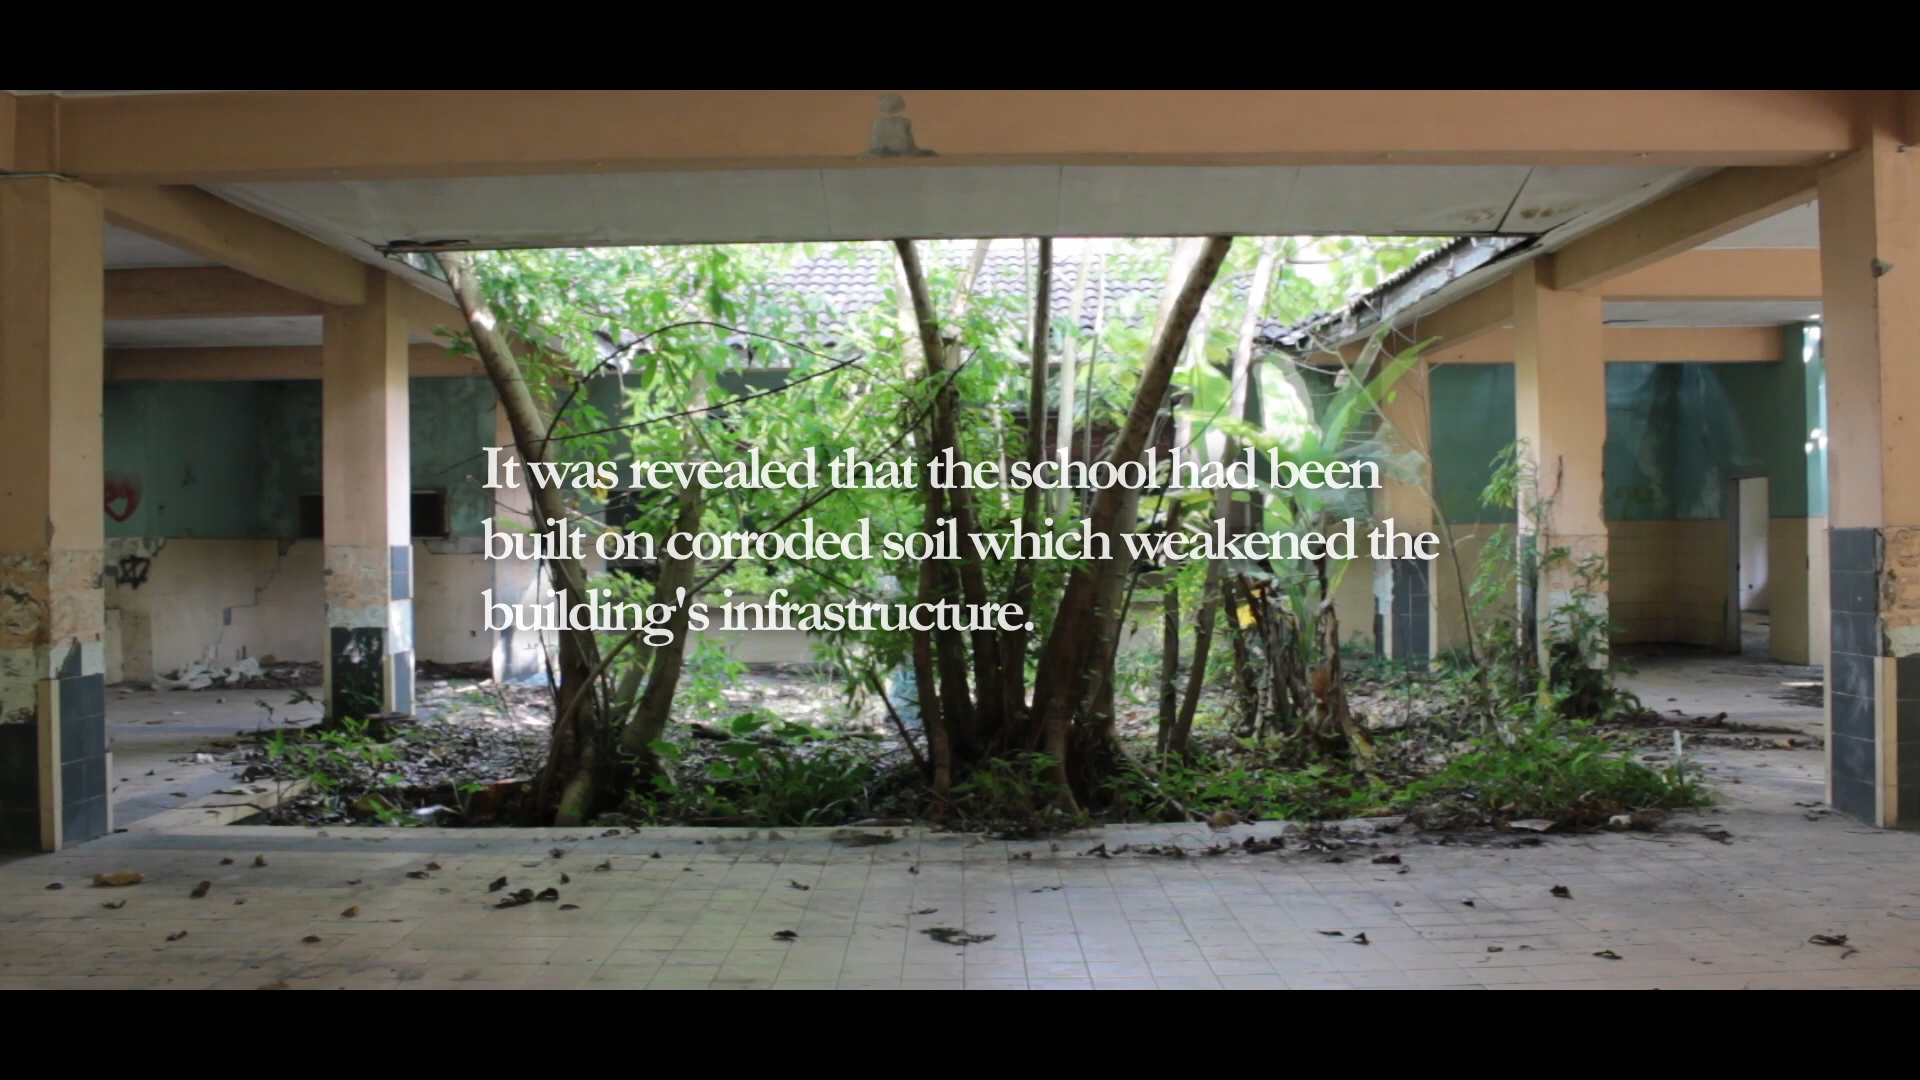 It was revealed that the school had been
built on corroded soil which weakened the
building's infrastructure.